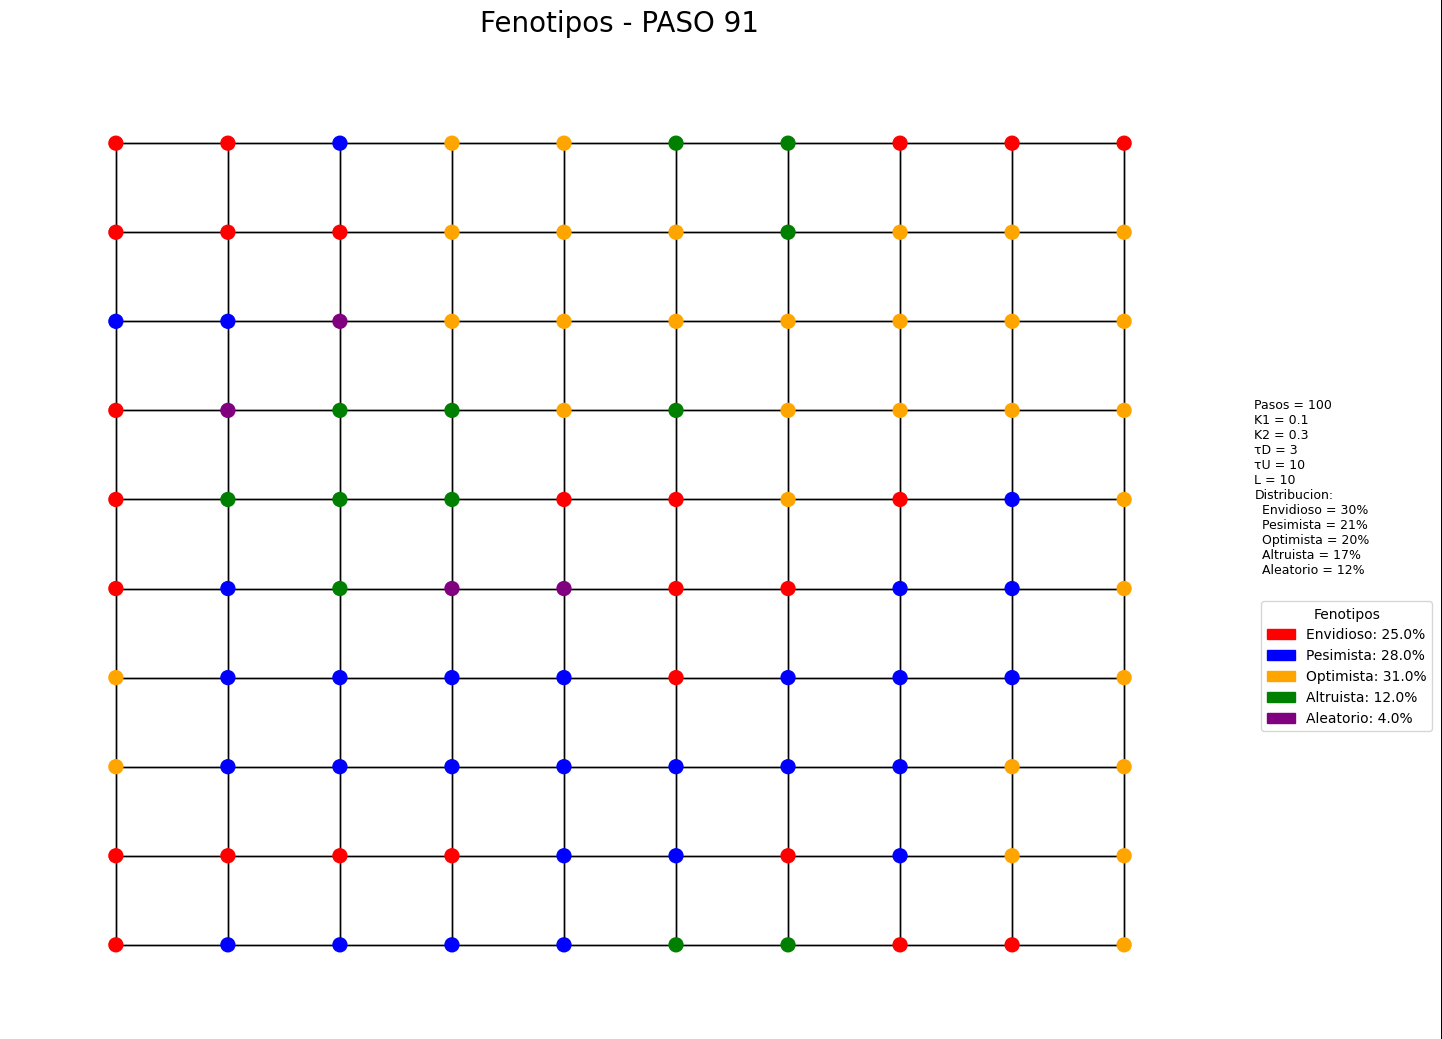 Fenotipos - PASO 91
Pasos = 100
K1 = 0.1
K2 = 0.3
τD = 3
τU = 10
L = 10
Distribucion:
Envidioso = 30%
Pesimista = 21%
Optimista = 20%
Altruista = 17%
Aleatorio = 12%
Fenotipos
Envidioso: 25.0%
Pesimista: 28.0%
Optimista: 31.0%
Altruista: 12.0%
Aleatorio: 4.0%